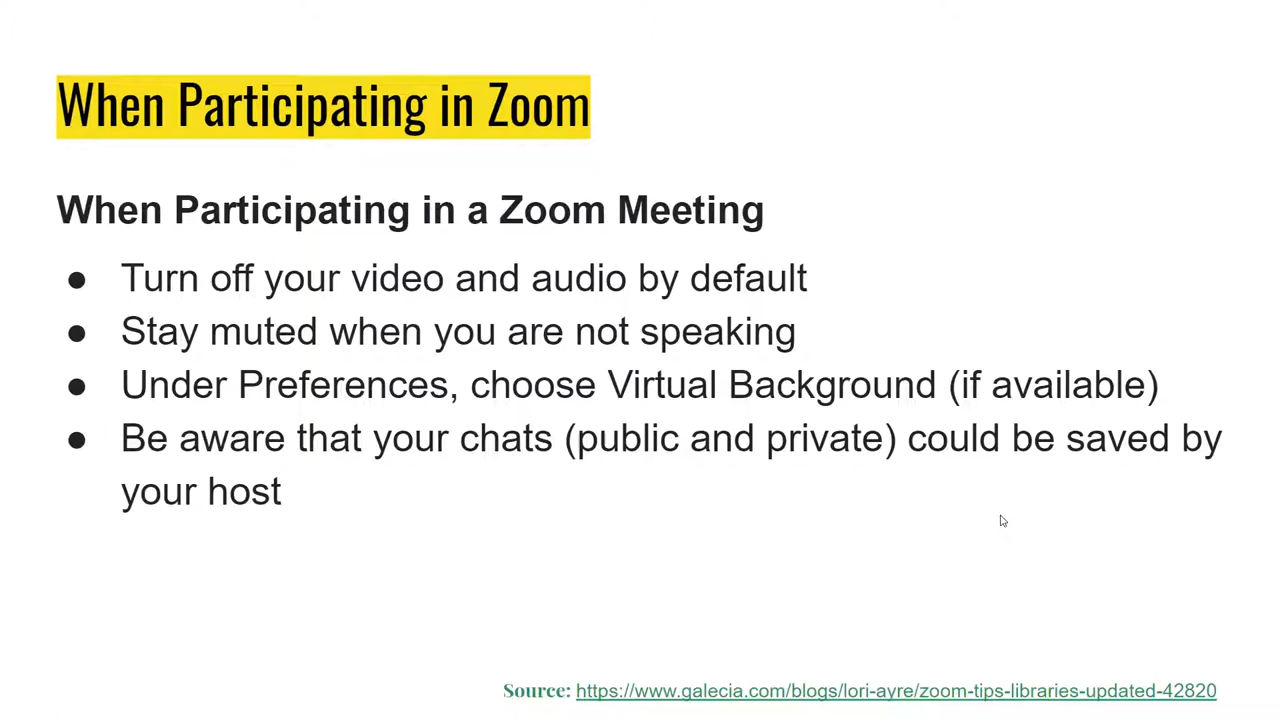 When Participating in Zoom
When Participating in a Zoom Meeting
● Turn off your video and audio by default
● Stay muted when you are not speaking
● Under Preferences, choose Virtual Background (if available)
● Be aware that your chats (public and private) could be saved by
your host
Source: https://www.galecia.com/blogs/lori-ayre/zoom-tips-libraries-updated-42820